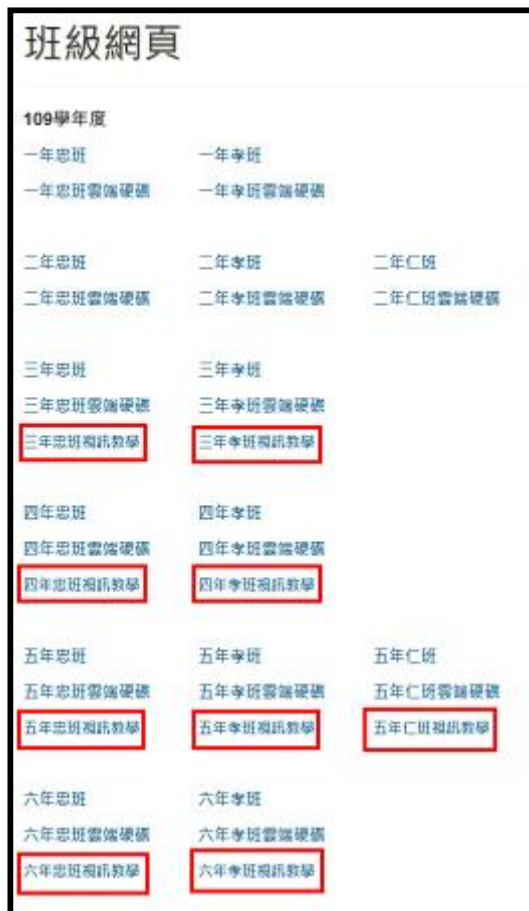 班級網頁
109學年度
一年忠班 一年孝班
一年忠班雲端硬碟 一年孝班雲端硬碟
二年忠班 二年孝班 二年仁班
二年忠班雲端硬碟 二年孝班雲端硬碟 二年仁班雲端硬碟
三年忠班 三年孝班
三年忠班雲端硬碟 三年孝班雲端硬碟
三年忠班視訊教學 三年孝班視訊教學
四年忠班 四年孝班
四年忠班雲端硬碟 四年孝班雲端硬碟
四年忠班視訊教學 四年孝班視訊教學
五年忠班 五年孝班 五年仁班
五年忠班雲端硬碟 五年孝班雲端硬碟 五年仁班雲端硬碟
五年忠班視訊教學 五年孝班視訊教學 五年仁班視訊教學
六年忠班 六年孝班
六年忠班雲端硬碟 六年孝班雲端硬碟
六年忠班視訊教學 六年孝班視訊教學